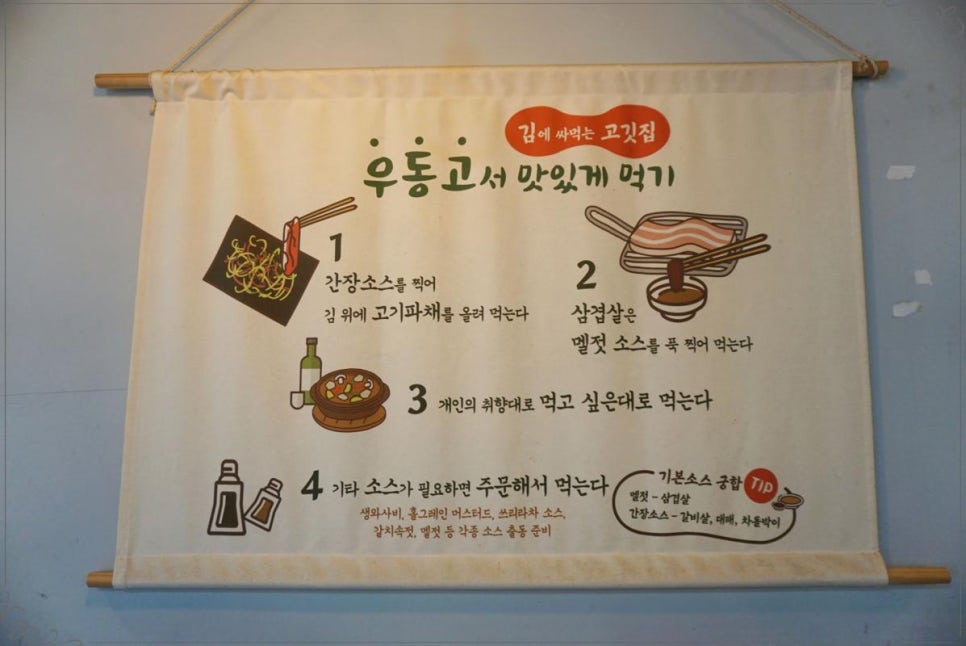 김에 싸먹는 고깃집
우동고서 맛있게 먹기
1
간장소스를 찍어
김 위에 고기파채를 올려 먹는다
2
삼겹살은
멜젓 소스를 푹 찍어 먹는다
3 개인의 취향대로 먹고 싶은대로 먹는다
4 기타 소스가 필요하면 주문해서 먹는다
생와사비, 홀그레인 머스터드, 쓰리라차 소스,
갈치속젓, 멜젓 등 각종 소스 출동 준비
기본소스 궁합 TIP
멜젓 - 삼겹살
간장소스 - 갈비살, 대패, 차돌박이